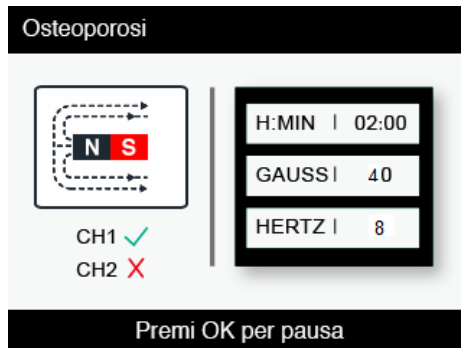 Osteoporosi
N S
CH1 ✓
CH2 X
H:MIN | 02:00
GAUSS | 40
HERTZ | 8
Premi OK per pausa